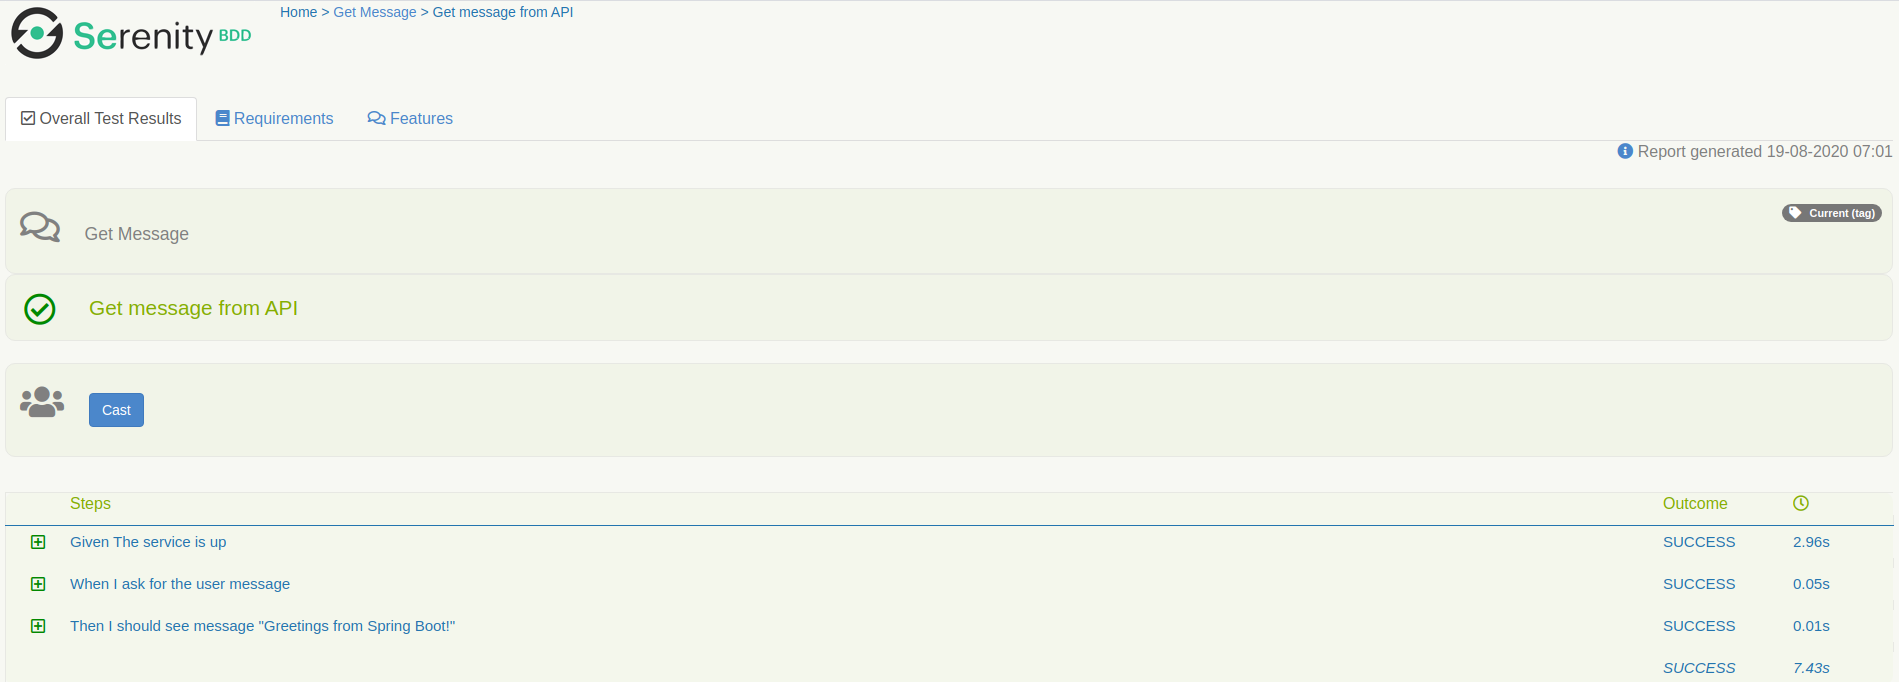 Home > Get Message > Get message from API
Serenity BDD
Overall Test Results Requirements Features
Report generated 19-08-2020 07:01
Get Message
Current (tag)
Get message from API
Cast
Steps Outcome
Given The service is up SUCCESS 2.96s
When I ask for the user message SUCCESS 0.05s
Then I should see message "Greetings from Spring Boot!" SUCCESS 0.01s
SUCCESS 7.43s